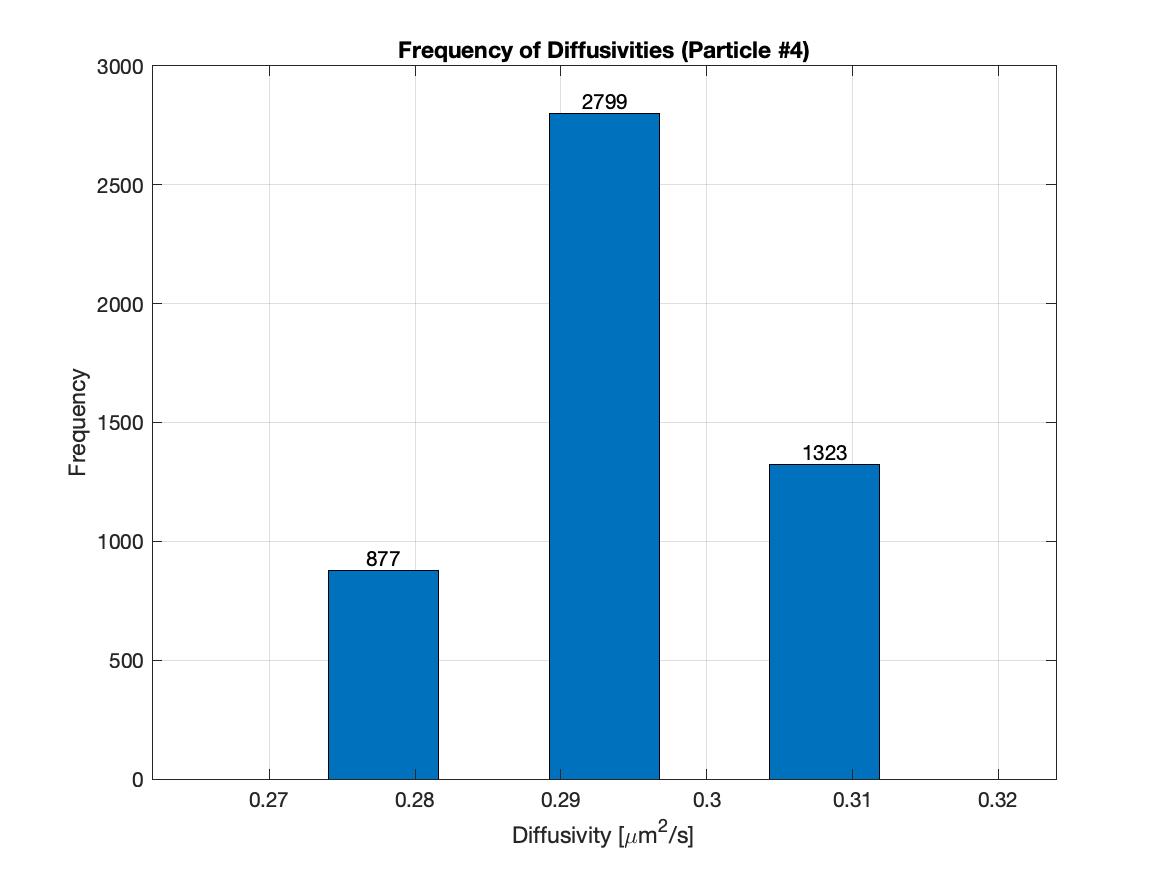 Frequency of Diffusivities (Particle #4)
3000
2500
2000
1500
1000
500
0
Frequency
877
2799
1323
0.27 0.28 0.29 0.3 0.31 0.32
Diffusivity [μm²/s]